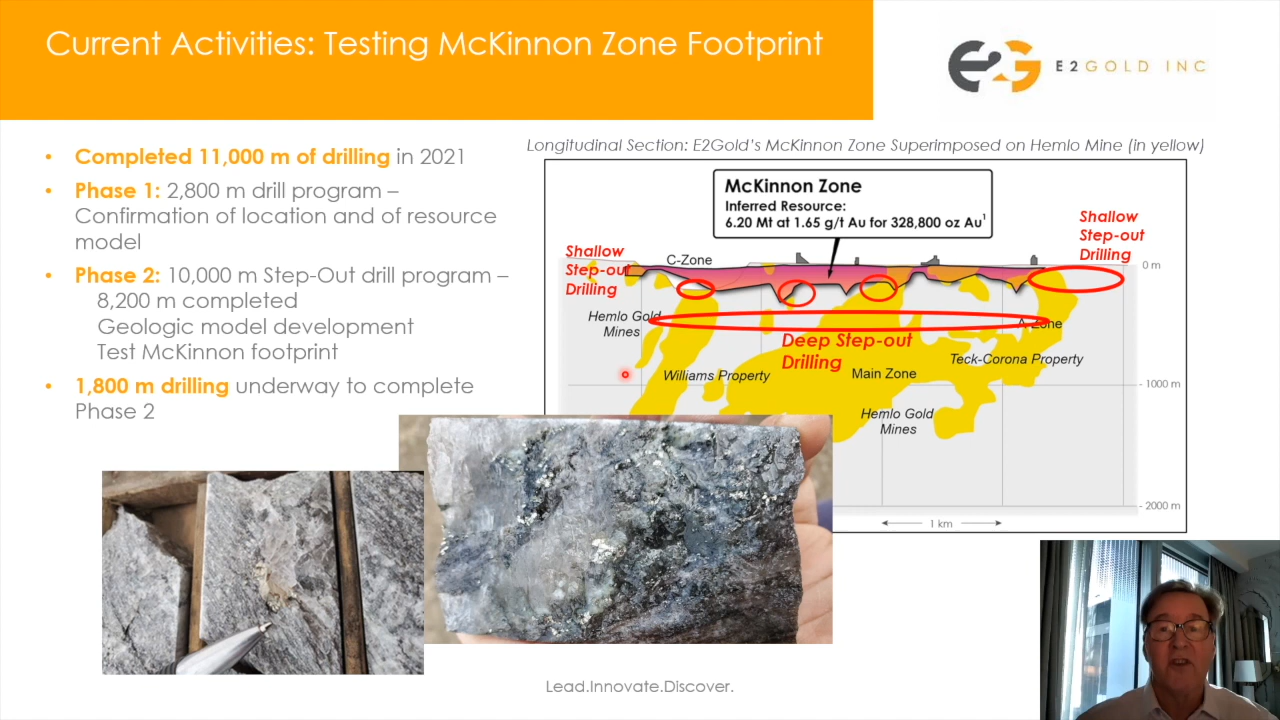 Current Activities: Testing McKinnon Zone Footprint
E2GOLD INC
• Completed 11,000 m of drilling in 2021
• Phase 1: 2,800 m drill program –
Confirmation of location and of resource
model
• Phase 2: 10,000 m Step-Out drill program –
8,200 m completed
Geologic model development
Test McKinnon footprint
• 1,800 m drilling underway to complete
Phase 2
Longitudinal Section: E2Gold's McKinnon Zone Superimposed on Hemlo Mine (in yellow)
McKinnon Zone
Inferred Resource:
6.20 Mt at 1.65 g/t Au for 328,800 oz Au¹
Shallow
Step-out
Drilling
C-Zone
Shallow
Step-out
Drilling
0 m
Hemlo Gold
Mines
A-Zone
Deep Step-out
Drilling
Teck-Corona Property
Williams Property
Main Zone
- 1000 m
Hemlo Gold
Mines
- 2000 m
1 km
Lead.Innovate.Discover.